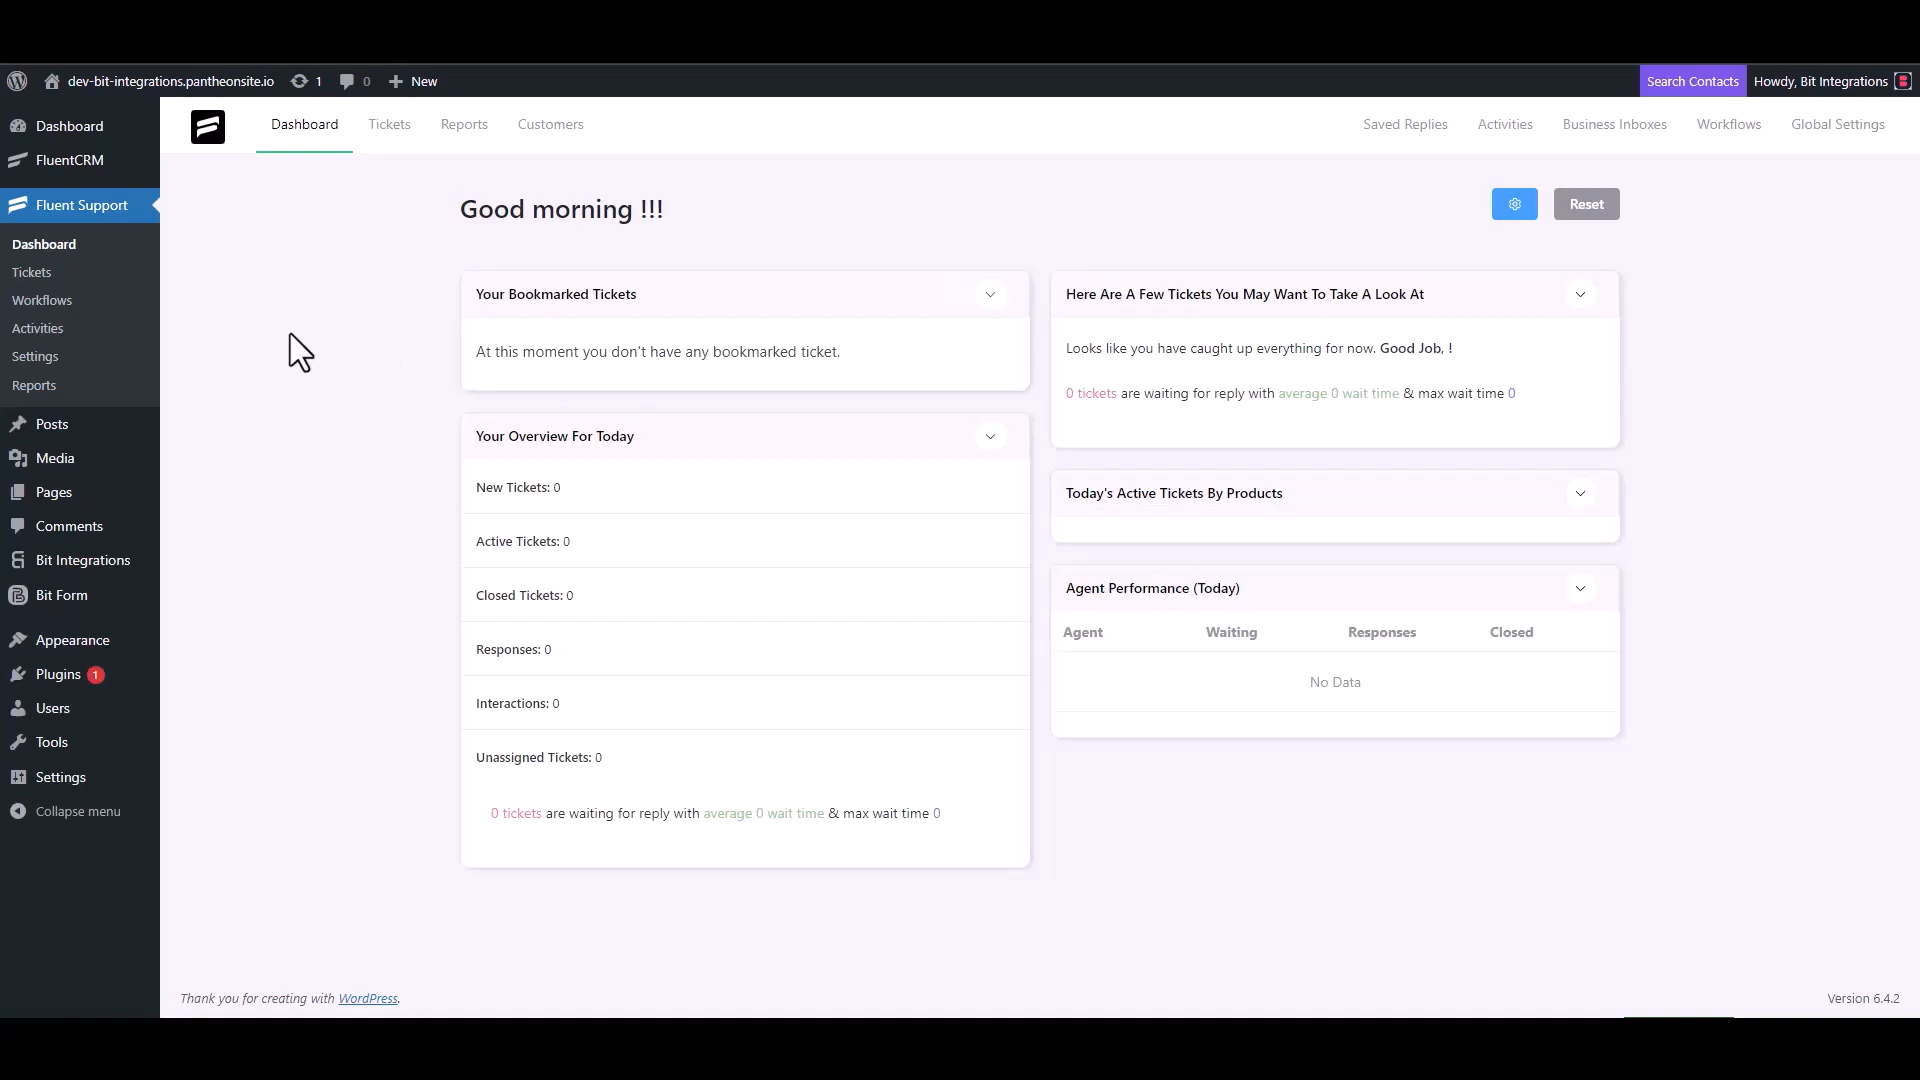 dev-bit-integrations.pantheonsite.io 1 0 New Search Contacts Howdy, Bit Integrations
Dashboard
FluentCRM
Fluent Support
Dashboard
Tickets
Workflows
Activities
Settings
Reports
Posts
Media
Pages
Comments
Bit Integrations
Bit Form
Appearance
Plugins 1
Users
Tools
Settings
Collapse menu
Dashboard Tickets Reports Customers Saved Replies Activities Business Inboxes Workflows Global Settings
Good morning !!!
Reset
Your Bookmarked Tickets
At this moment you don't have any bookmarked ticket.
Your Overview For Today
New Tickets: 0
Active Tickets: 0
Closed Tickets: 0
Responses: 0
Interactions: 0
Unassigned Tickets: 0
0 tickets are waiting for reply with average 0 wait time & max wait time 0
Here Are A Few Tickets You May Want To Take A Look At
Looks like you have caught up everything for now. Good Job, !
0 tickets are waiting for reply with average 0 wait time & max wait time 0
Today's Active Tickets By Products
Agent Performance (Today)
Agent Waiting Responses Closed
No Data
Thank you for creating with WordPress.
Version 6.4.2